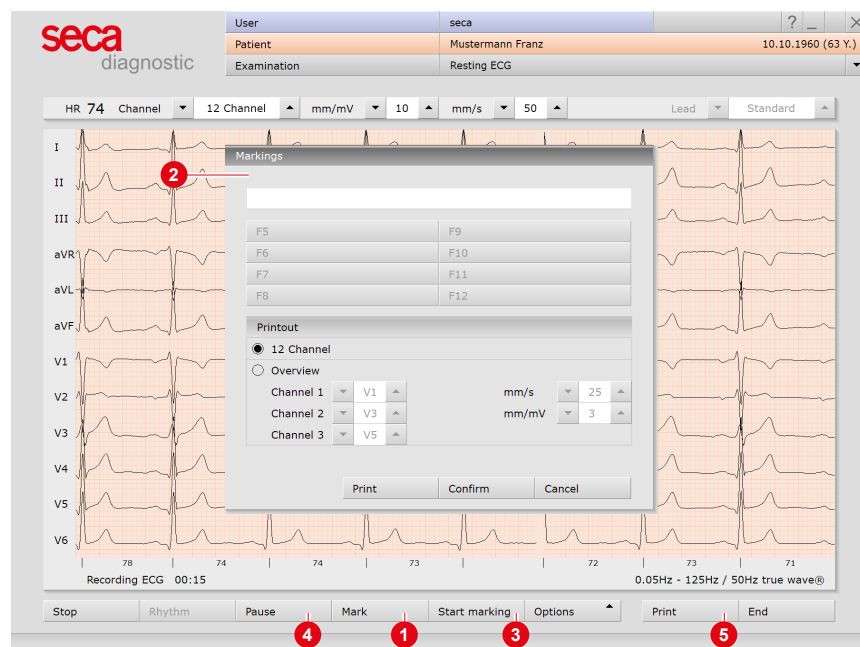 seca
diagnostic
User seca ? _ X
Patient Mustermann Franz 10.10.1960 (63 Y.)
Examination Resting ECG
HR 74 Channel 12 Channel mm/mV 10 mm/s 50 Lead Standard
I
II
III
aVR
aVL
aVF
V1
V2
V3
V4
V5
V6
Markings
2
F5 F9
F6 F10
F7 F11
F8 F12
Printout
12 Channel
Overview
Channel 1 V1 mm/s 25
Channel 2 V3 mm/mV 3
Channel 3 V5
Print Confirm Cancel
78 74 74 73 72 73 71
Recording ECG 00:15 0.05Hz - 125Hz / 50Hz true wave®
Stop Rhythm Pause Mark Start marking Options Print End
4 1 3 5